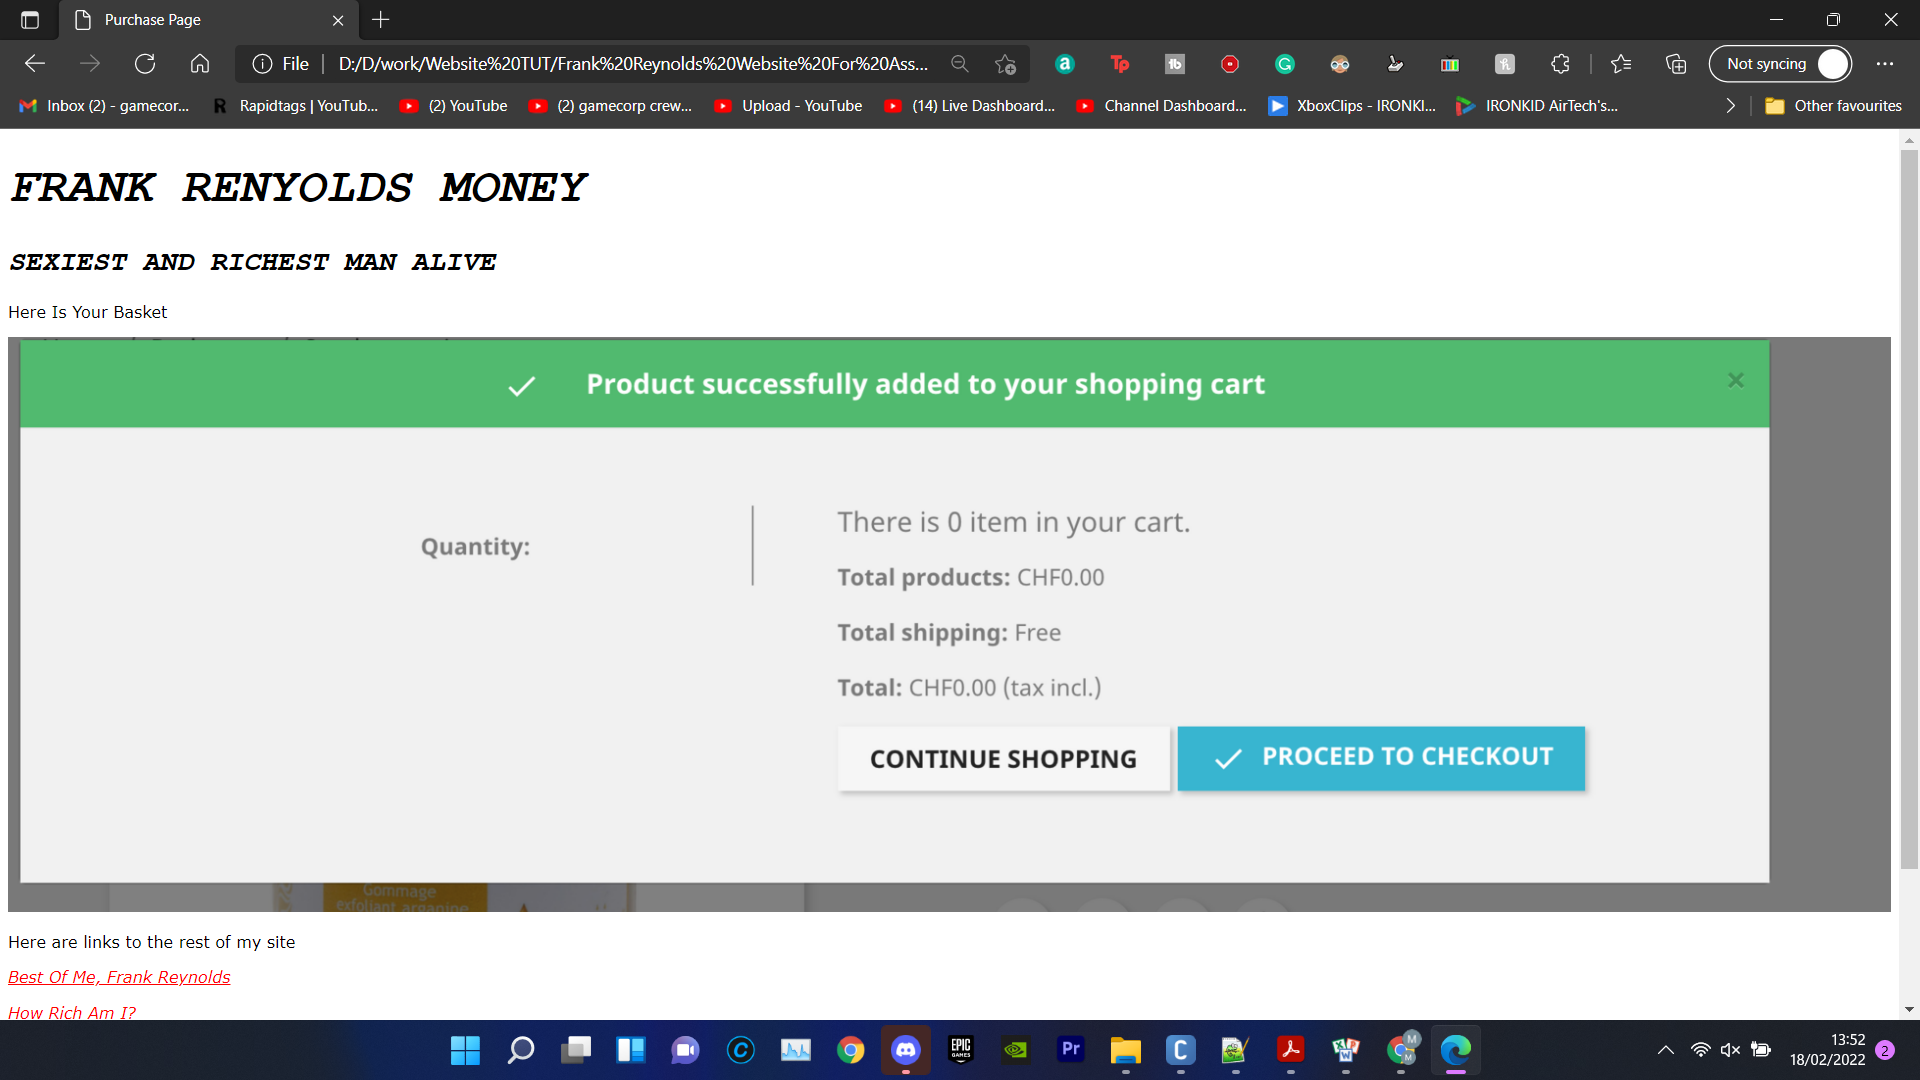 Purchase Page
File
D:/D/work/Website%20TUT/Frank%20Reynolds%20Website%20For%20Ass...
Not syncing
Inbox (2) - gamecor...
Rapidtags | YouTub...
(2) YouTube
(2) gamecorp crew...
Upload - YouTube
(14) Live Dashboard...
Channel Dashboard...
XboxClips - IRONKI...
IRONKID AirTech's...
Other favourites
FRANK RENYOLDS MONEY
SEXIEST AND RICHEST MAN ALIVE
Here Is Your Basket
Product successfully added to your shopping cart
Quantity:
There is 0 item in your cart.
Total products: CHF0.00
Total shipping: Free
Total: CHF0.00 (tax incl.)
CONTINUE SHOPPING
PROCEED TO CHECKOUT
Gommage
exfoliant arganine
Here are links to the rest of my site
Best Of Me, Frank Reynolds
How Rich Am I?
EPIC
GAMES
Pr
13:52
18/02/2022
2